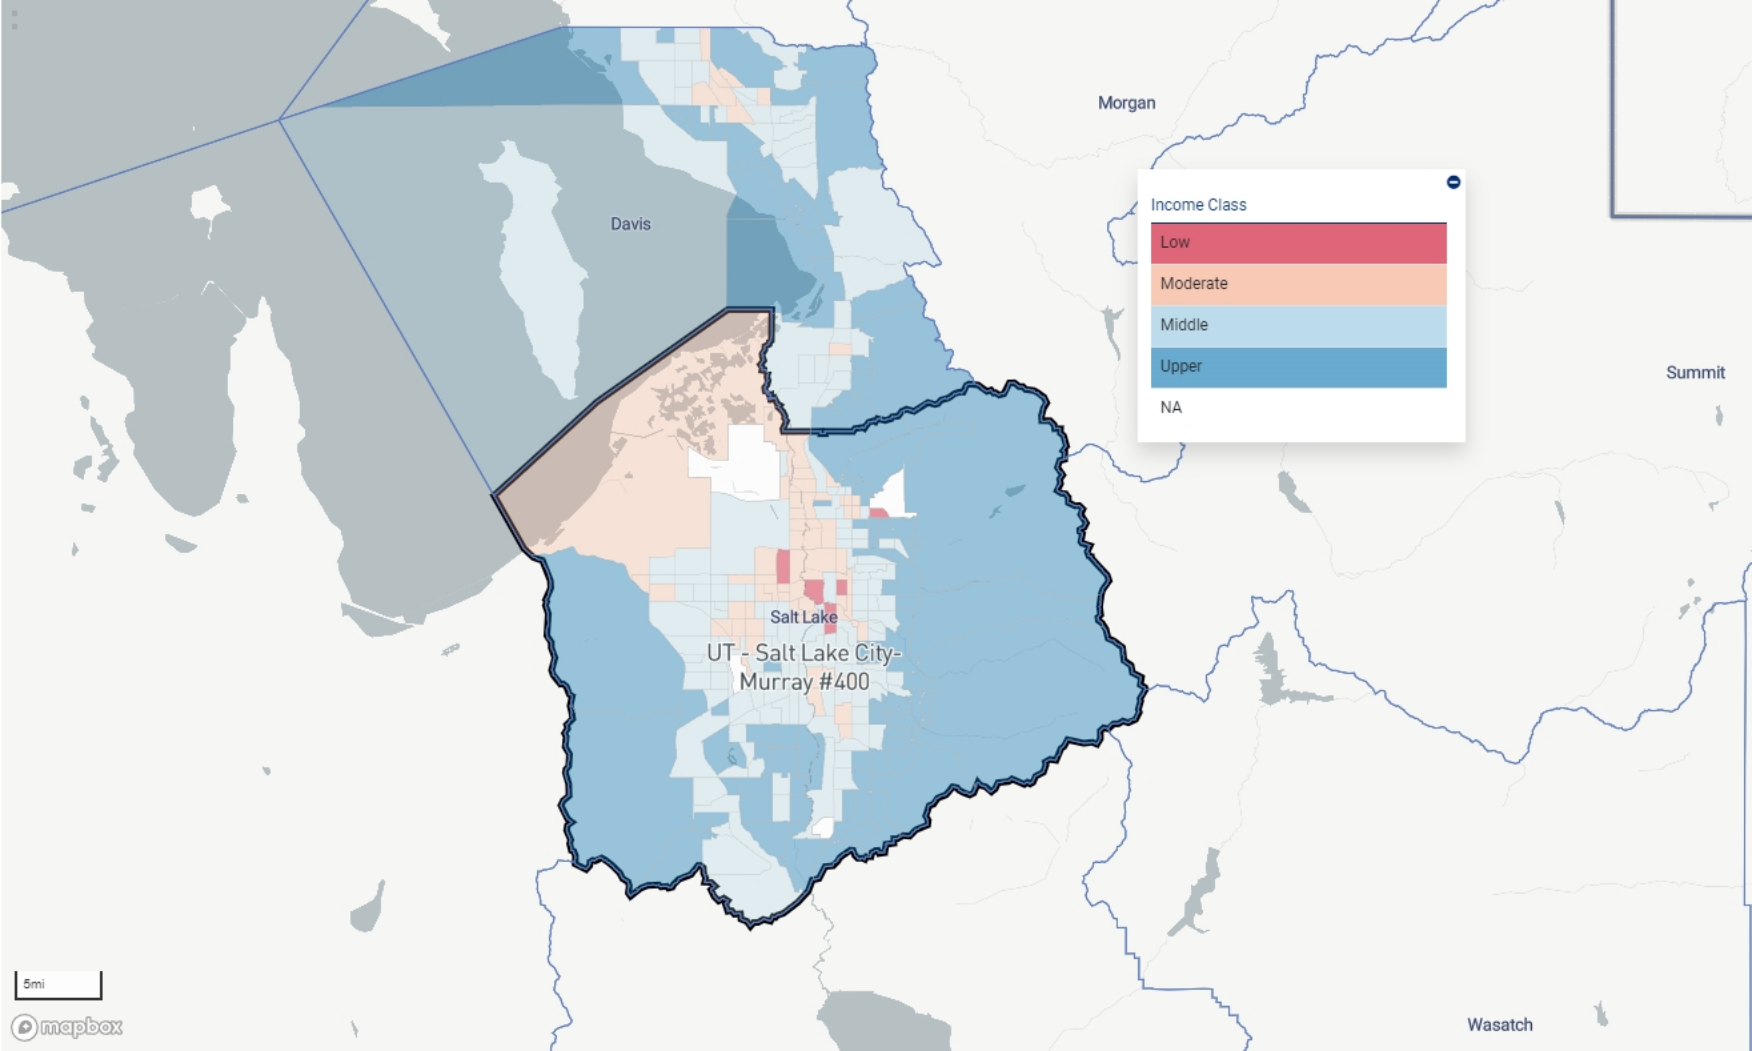 Morgan
Income Class
Low
Moderate
Middle
Upper
NA
Davis
Summit
Salt Lake
UT - Salt Lake City-
Murray #400
5mi
mapbox
Wasatch